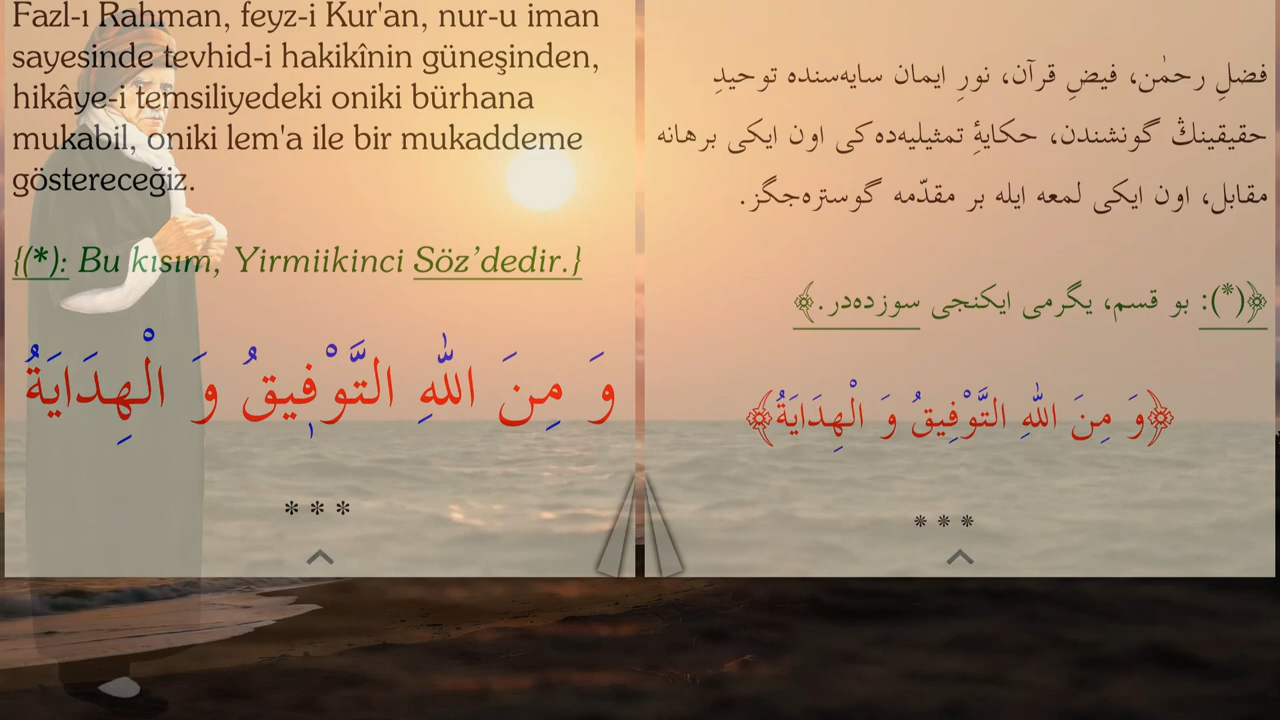 Fazl-ı Rahman, feyz-i Kur'an, nur-u iman
sayesinde tevhid-i hakikînin güneşinden,
hikâye-i temsiliyedeki oniki bürhana
mukabil, oniki lem'a ile bir mukaddeme
göstereceğiz.
{(*): Bu kısım, Yirmiikinci Söz’dedir.}
وَ مِنَ اللّٰهِ التَّوْفِيقُ وَ الْهِدَايَةُ
* * *
فضلِ رحمٰن، فيضِ قرآن، نورِ ايمان سايه‌سنده توحيدِ
حقيقينڭ گونشندن، حكايهٔ تمثيليه‌ده كى اون ايكى برهانه
مقابل، اون ايكى لمعه ايله بر مقدّمه گوستره‌جگز.
﴿(*): بو قسم، يگرمى ايكنجى سوزده‌در.﴾
﴿وَ مِنَ اللّٰهِ التَّوْفِيقُ وَ الْهِدَايَةُ﴾
* * *